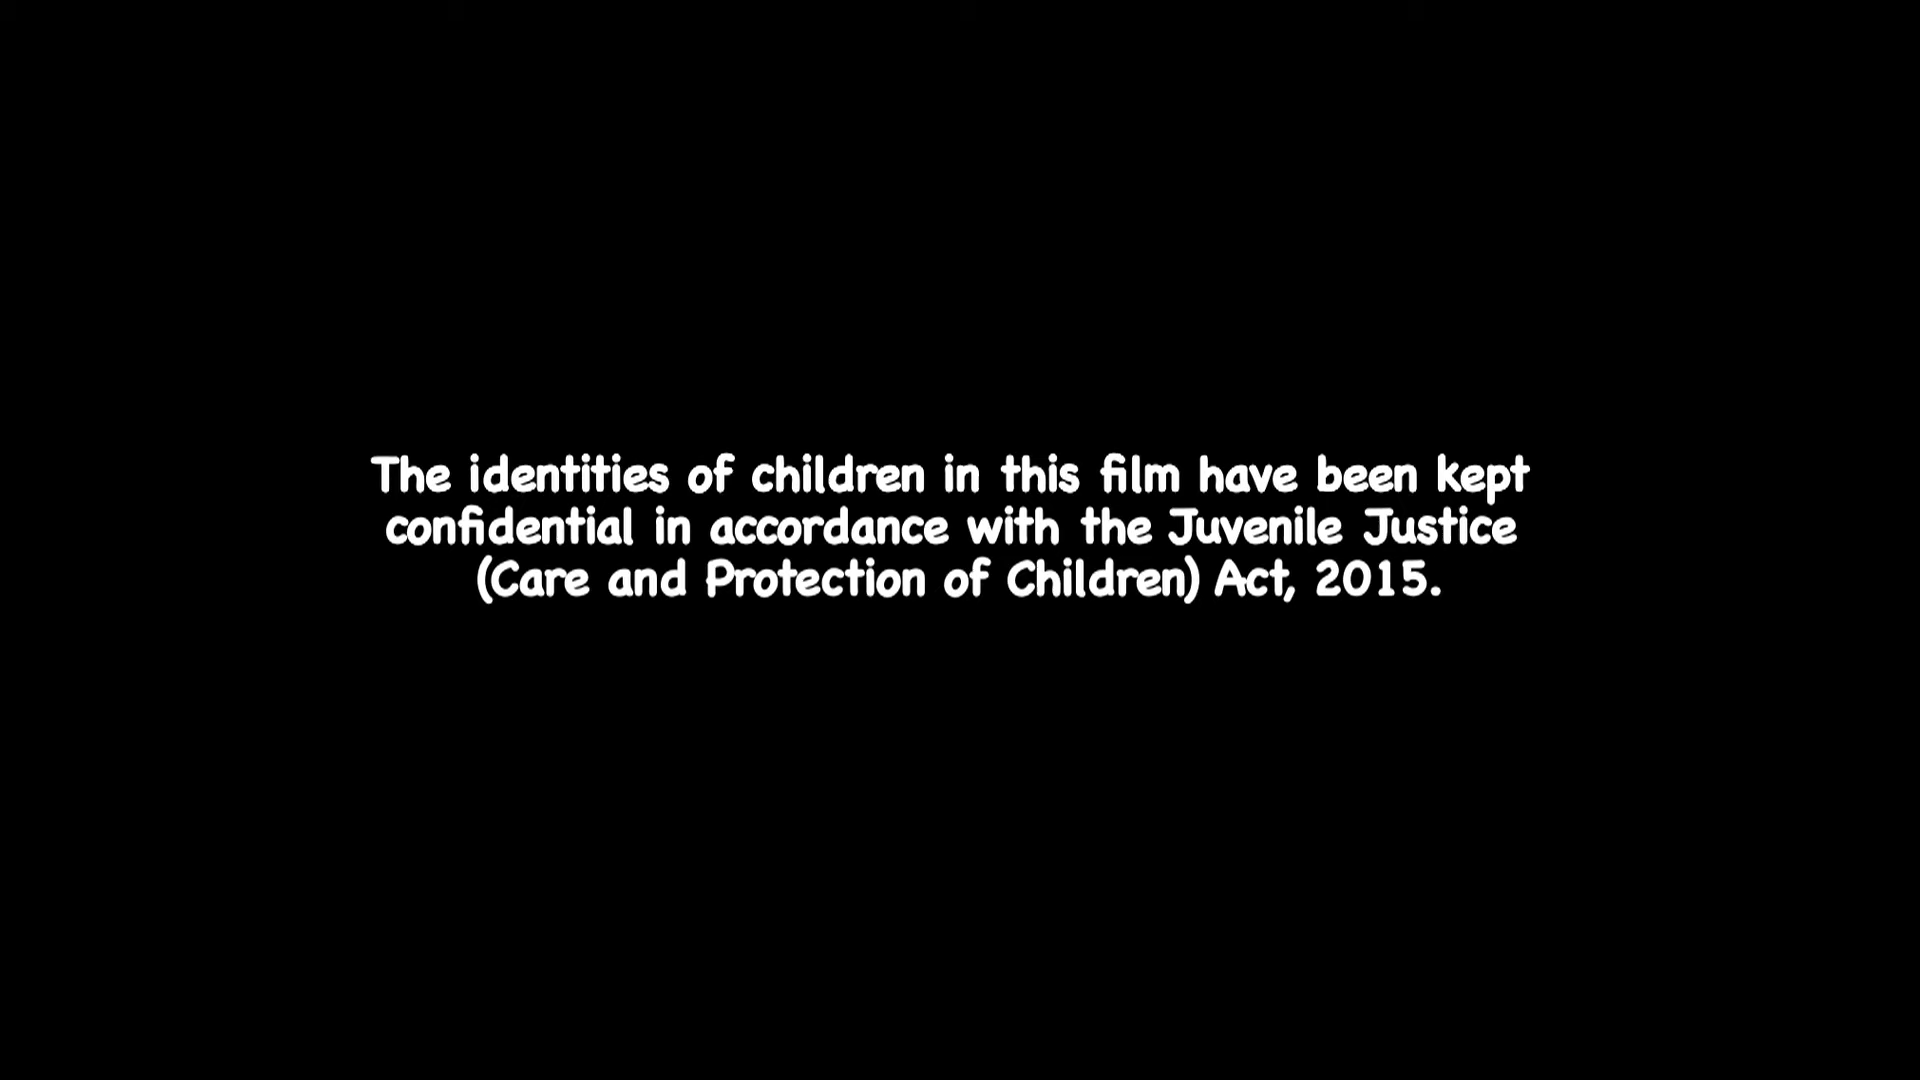 The identities of children in this film have been kept
confidential in accordance with the Juvenile Justice
(Care and Protection of Children) Act, 2015.